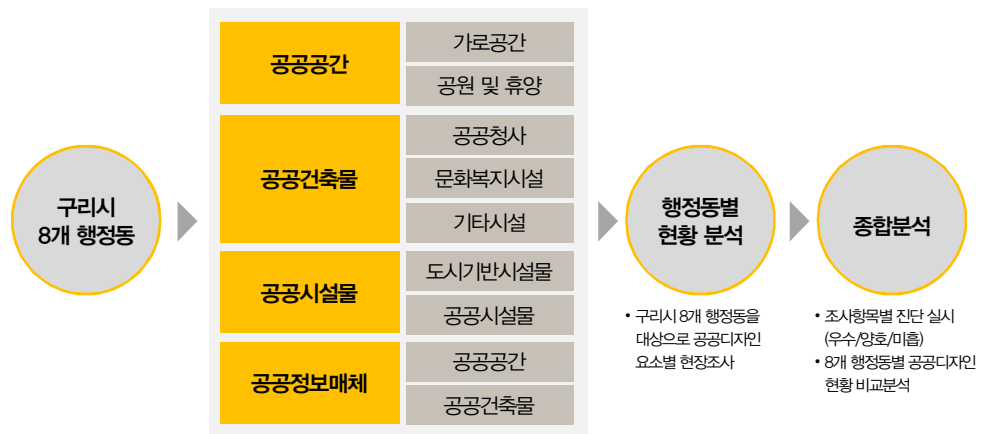 구리시
8개 행정동
공공공간
가로공간
공원 및 휴양
공공건축물
공공청사
문화복지시설
기타시설
공공시설물
도시기반시설물
공공시설물
공공정보매체
공공공간
공공건축물
행정동별
현황 분석
• 구리시 8개 행정동을
대상으로 공공디자인
요소별 현장조사
종합분석
• 조사항목별 진단 실시
(우수/양호/미흡)
• 8개 행정동별 공공디자인
현황 비교분석